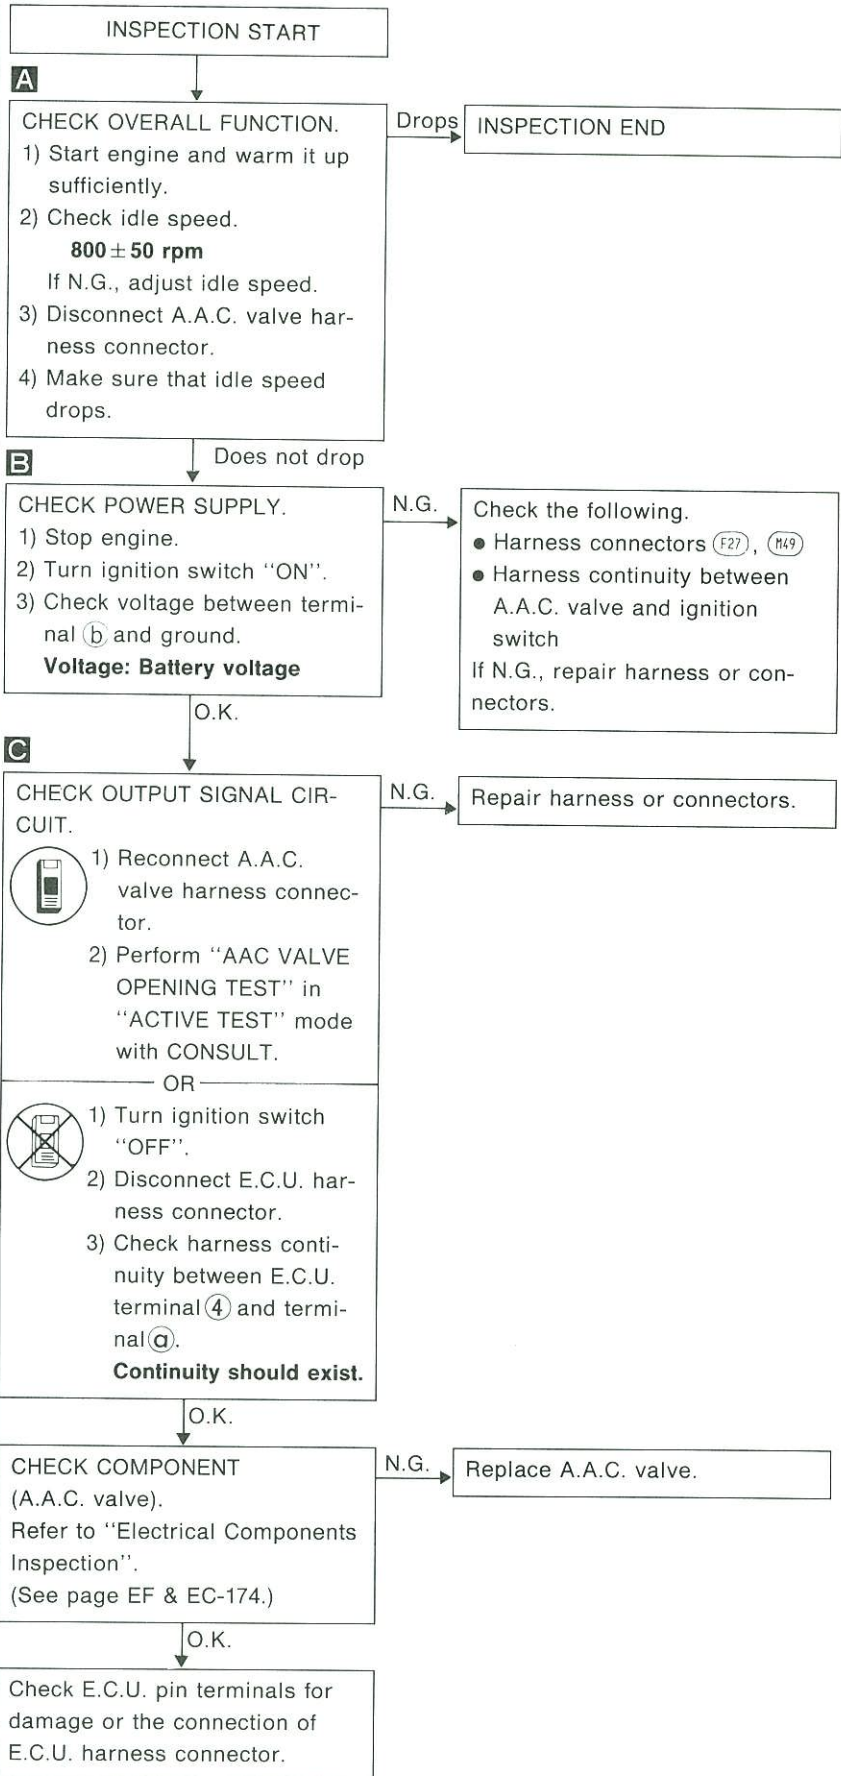 INSPECTION START
A
CHECK OVERALL FUNCTION.
1) Start engine and warm it up
sufficiently.
2) Check idle speed.
800±50 rpm
If N.G., adjust idle speed.
3) Disconnect A.A.C. valve har-
ness connector.
4) Make sure that idle speed
drops.
Drops
INSPECTION END
Does not drop
B
CHECK POWER SUPPLY.
1) Stop engine.
2) Turn ignition switch "ON".
3) Check voltage between termi-
nal ⓑ and ground.
Voltage: Battery voltage
N.G.
Check the following.
● Harness connectors (F27), (M49)
● Harness continuity between
A.A.C. valve and ignition
switch
If N.G., repair harness or con-
nectors.
O.K.
C
CHECK OUTPUT SIGNAL CIR-
CUIT.
1) Reconnect A.A.C.
valve harness connec-
tor.
2) Perform "AAC VALVE
OPENING TEST" in
"ACTIVE TEST" mode
with CONSULT.
OR
1) Turn ignition switch
"OFF".
2) Disconnect E.C.U. har-
ness connector.
3) Check harness conti-
nuity between E.C.U.
terminal ④ and termi-
nal ⓐ.
Continuity should exist.
N.G.
Repair harness or connectors.
O.K.
CHECK COMPONENT
(A.A.C. valve).
Refer to "Electrical Components
Inspection".
(See page EF & EC-174.)
N.G.
Replace A.A.C. valve.
O.K.
Check E.C.U. pin terminals for
damage or the connection of
E.C.U. harness connector.